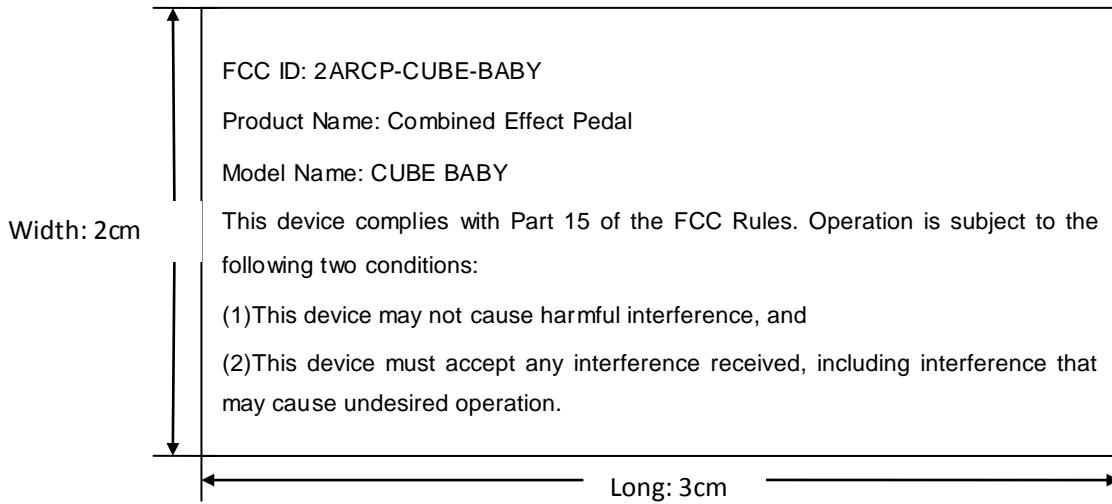 FCC ID: 2ARCP-CUBE-BABY
Product Name: Combined Effect Pedal
Model Name: CUBE BABY
Width: 2cm
This device complies with Part 15 of the FCC Rules. Operation is subject to the
following two conditions:
(1)This device may not cause harmful interference, and
(2)This device must accept any interference received, including interference that
may cause undesired operation.
Long: 3cm